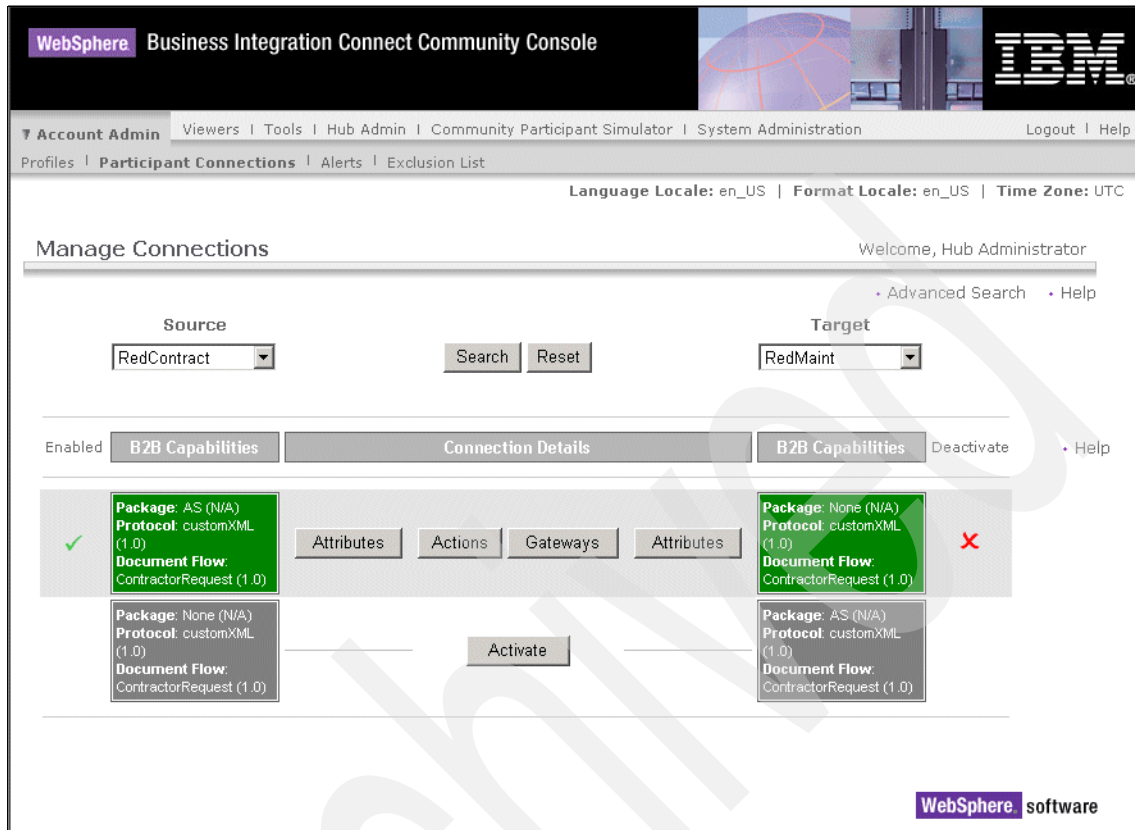 WebSphere. Business Integration Connect Community Console
IBM®
Account Admin Viewers | Tools | Hub Admin | Community Participant Simulator | System Administration Logout | Help
Profiles | Participant Connections | Alerts | Exclusion List
Language Locale: en_US | Format Locale: en_US | Time Zone: UTC
Manage Connections Welcome, Hub Administrator
• Advanced Search • Help
Source Target
RedContract Search Reset RedMaint
Enabled B2B Capabilities Connection Details B2B Capabilities Deactivate • Help
Package: AS (N/A)
Protocol: customXML
(1.0)
Document Flow:
ContractorRequest (1.0)
Attributes Actions Gateways Attributes
Package: None (N/A)
Protocol: customXML
(1.0)
Document Flow:
ContractorRequest (1.0)
Package: None (N/A)
Protocol: customXML
(1.0)
Document Flow:
ContractorRequest (1.0)
Activate
Package: AS (N/A)
Protocol: customXML
(1.0)
Document Flow:
ContractorRequest (1.0)
WebSphere. software